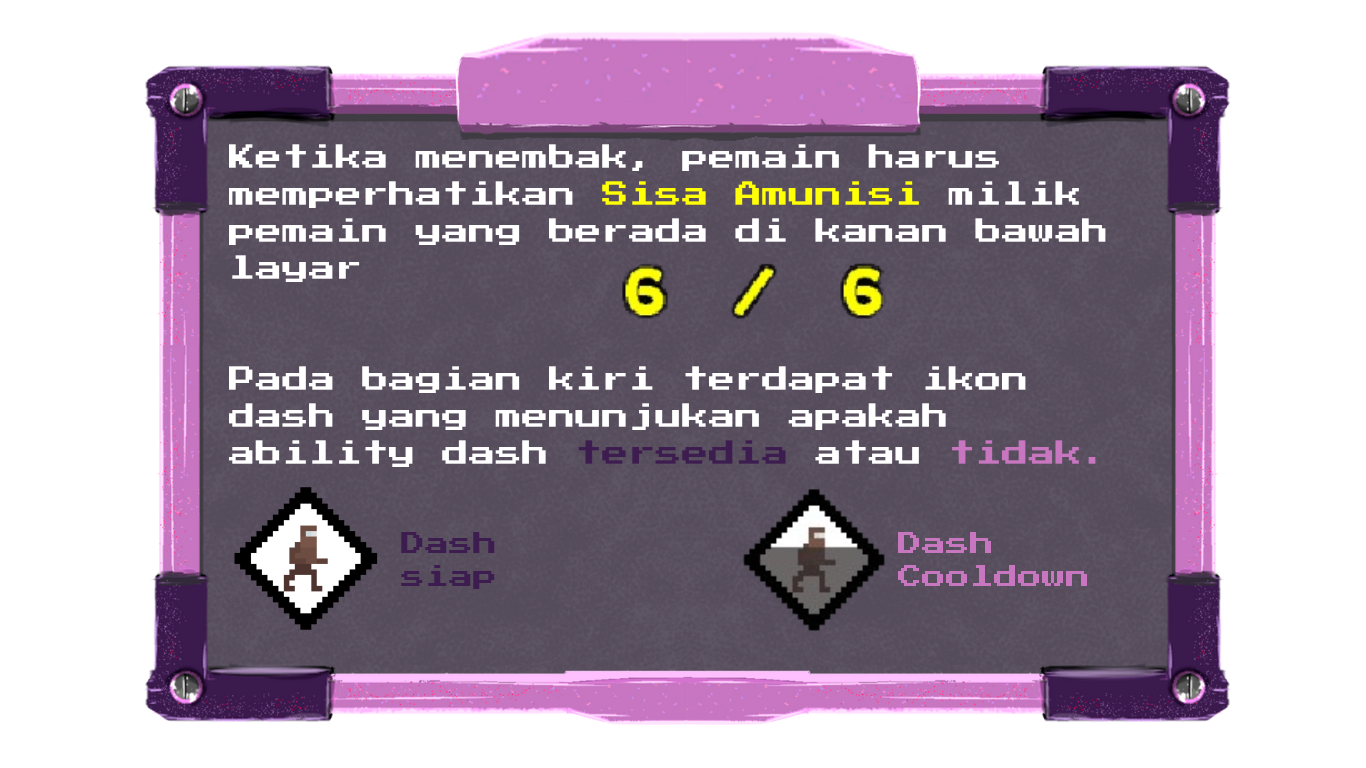 Ketika menembak, pemain harus
memperhatikan Sisa Amunisi milik
pemain yang berada di kanan bawah
layar
6 / 6
Pada bagian kiri terdapat ikon
dash yang menunjukan apakah
ability dash tersedia atau tidak.
Dash
siap
Dash
Cooldown